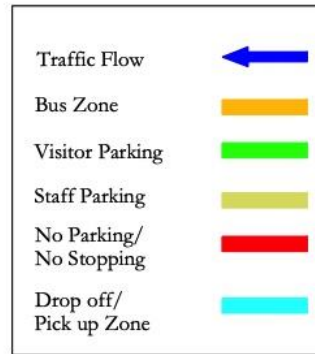 Traffic Flow
Bus Zone
Visitor Parking
Staff Parking
No Parking/
No Stopping
Drop off/
Pick up Zone